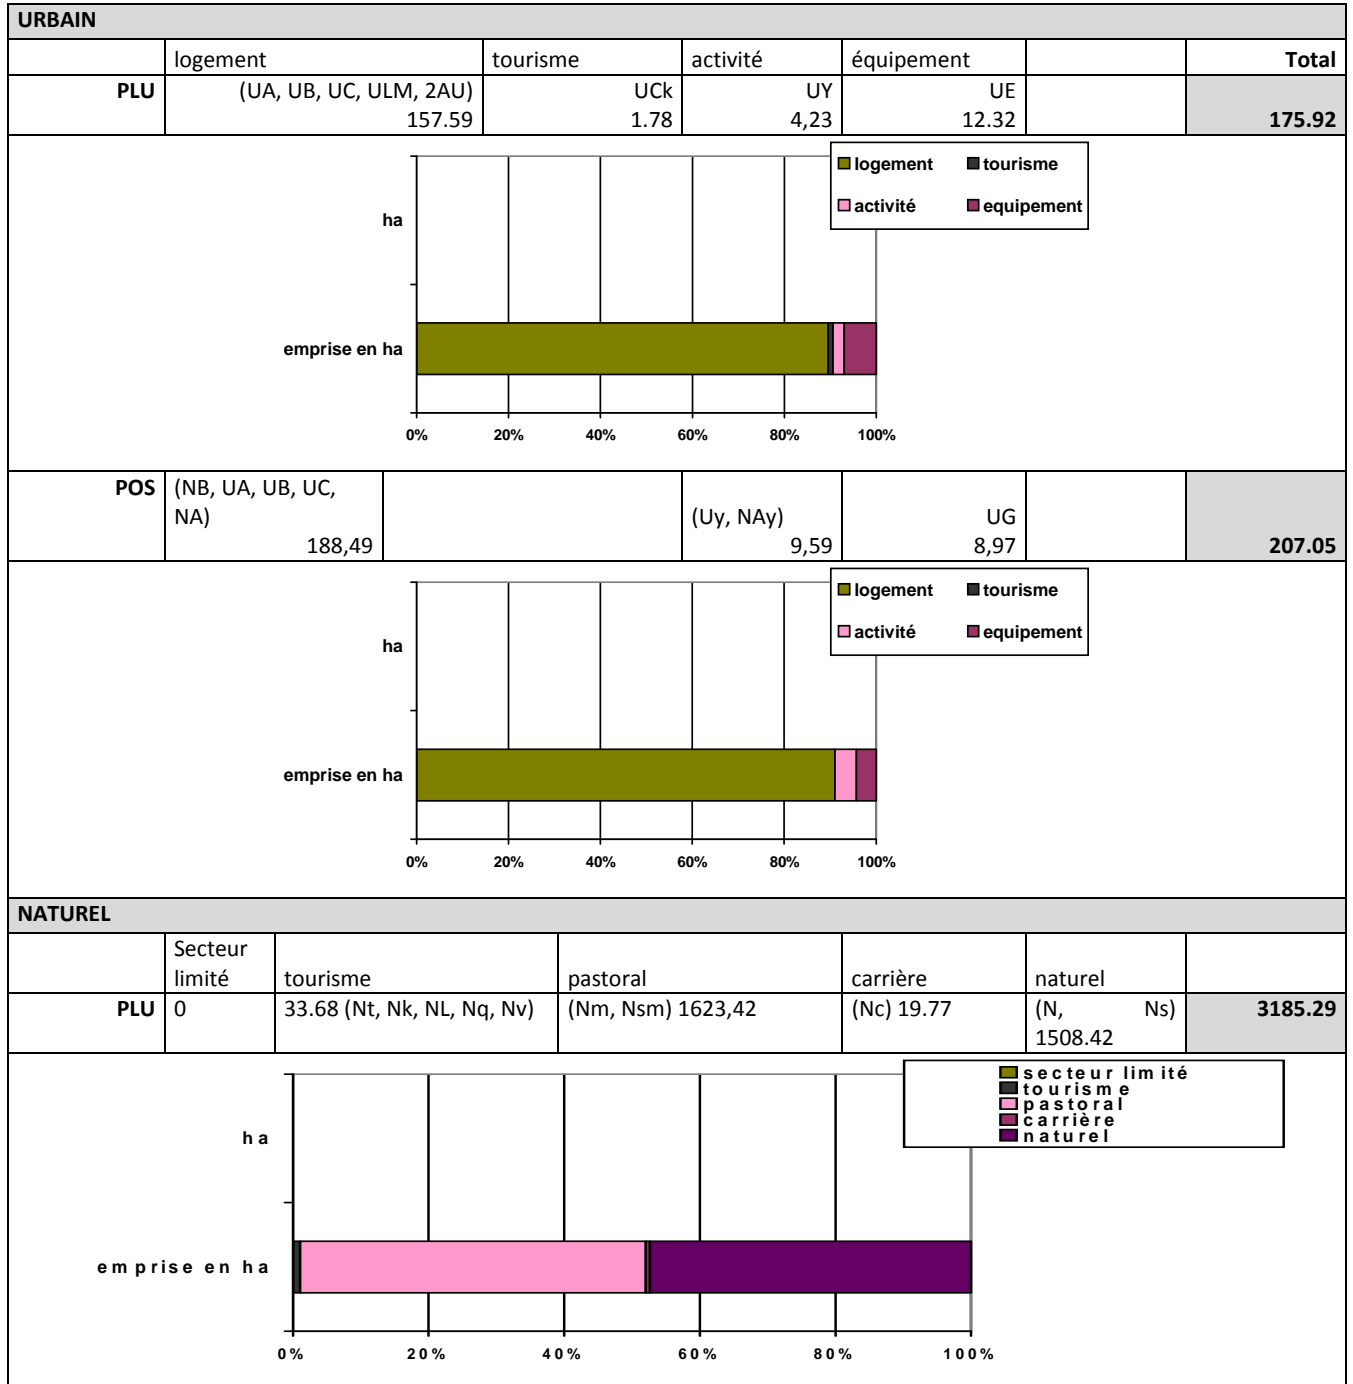 URBAIN
logement tourisme activité équipement Total
PLU (UA, UB, UC, ULM, 2AU) UCk UY UE
157.59 1.78 4,23 12.32 175.92
logement tourisme
activité equipement
ha
emprise en ha
0% 20% 40% 60% 80% 100%
POS (NB, UA, UB, UC,
NA) (Uy, NAy) UG
188,49 9,59 8,97 207.05
logement tourisme
activité equipement
ha
emprise en ha
0% 20% 40% 60% 80% 100%
NATUREL
Secteur
limité tourisme pastoral carrière naturel
PLU 0 33.68 (Nt, Nk, NL, Nq, Nv) (Nm, Nsm) 1623,42 (Nc) 19.77 (N, Ns) 3185.29
1508.42
secteur limité
tourisme
pastoral
carrière
naturel
ha
emprise en ha
0% 20% 40% 60% 80% 100%